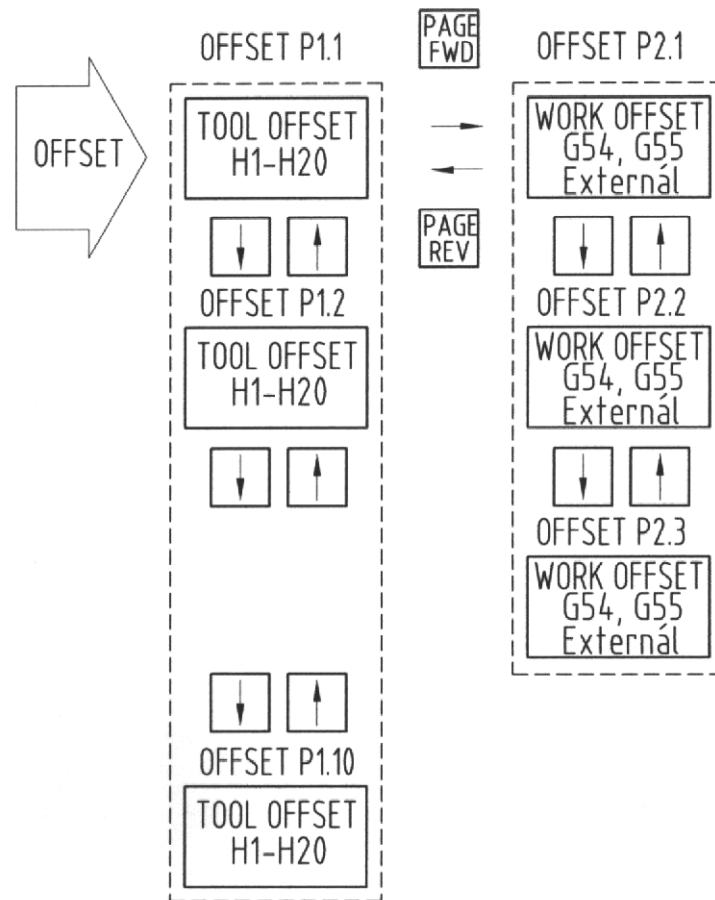 OFFSET P1.1
PAGE
FWD
OFFSET P2.1
OFFSET
TOOL OFFSET
H1-H20
WORK OFFSET
G54, G55
Externál
PAGE
REV
OFFSET P1.2
TOOL OFFSET
H1-H20
OFFSET P2.2
WORK OFFSET
G54, G55
Externál
OFFSET P2.3
WORK OFFSET
G54, G55
Externál
OFFSET P1.10
TOOL OFFSET
H1-H20